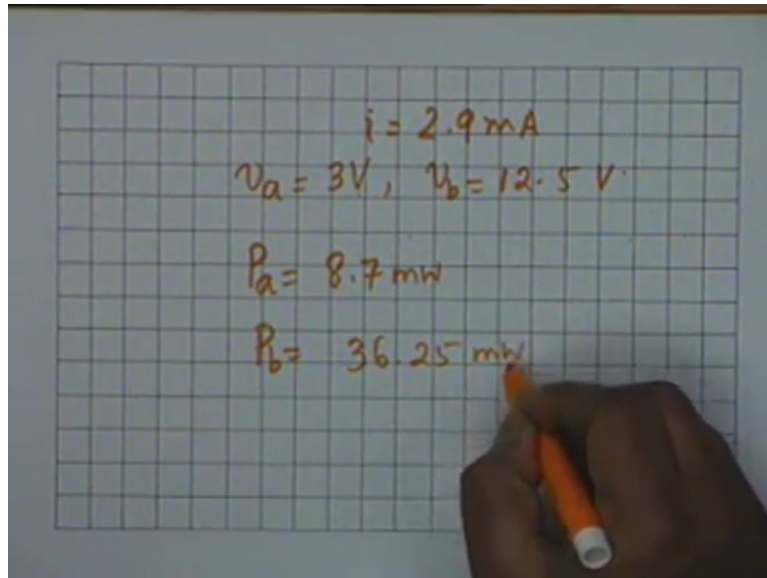 i = 2.9 mA
va = 3V, vb = 12.5 V
Pa = 8.7 mw
Pb = 36.25 mw